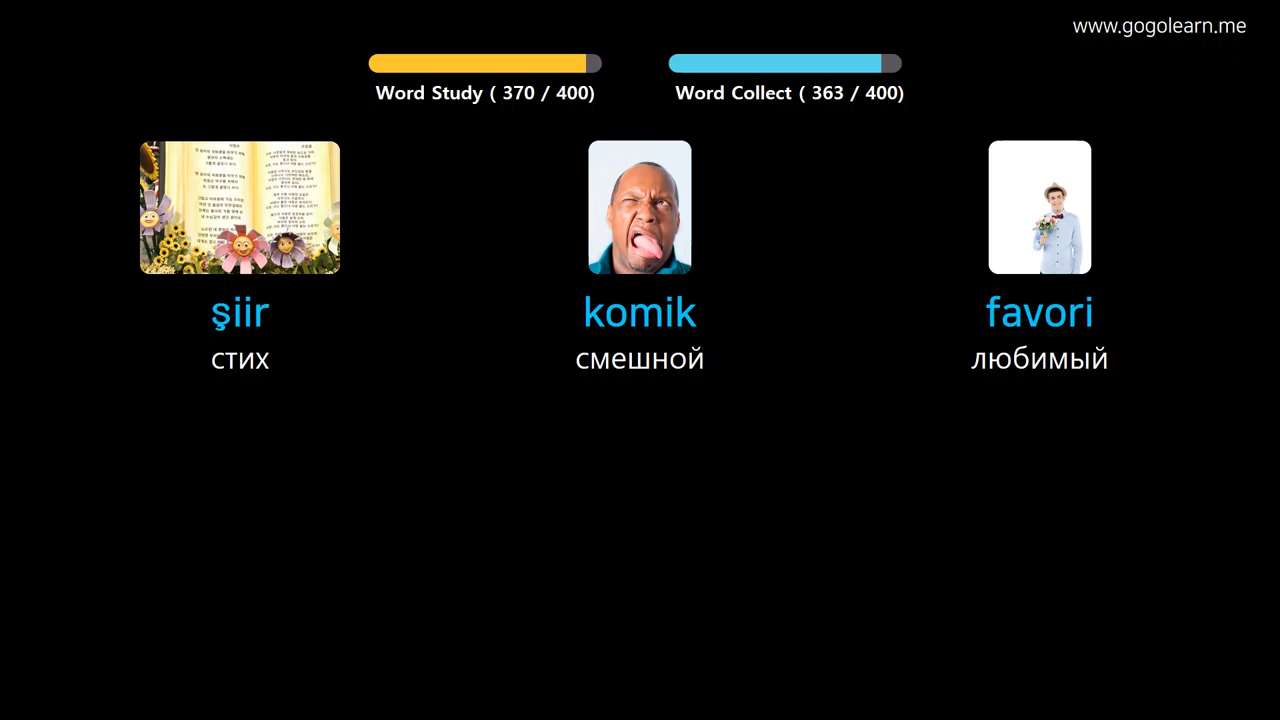 www.gogolearn.me
Word Study ( 370 / 400)
Word Collect ( 363 / 400)
şiir
komik
favori
стих
смешной
любимый